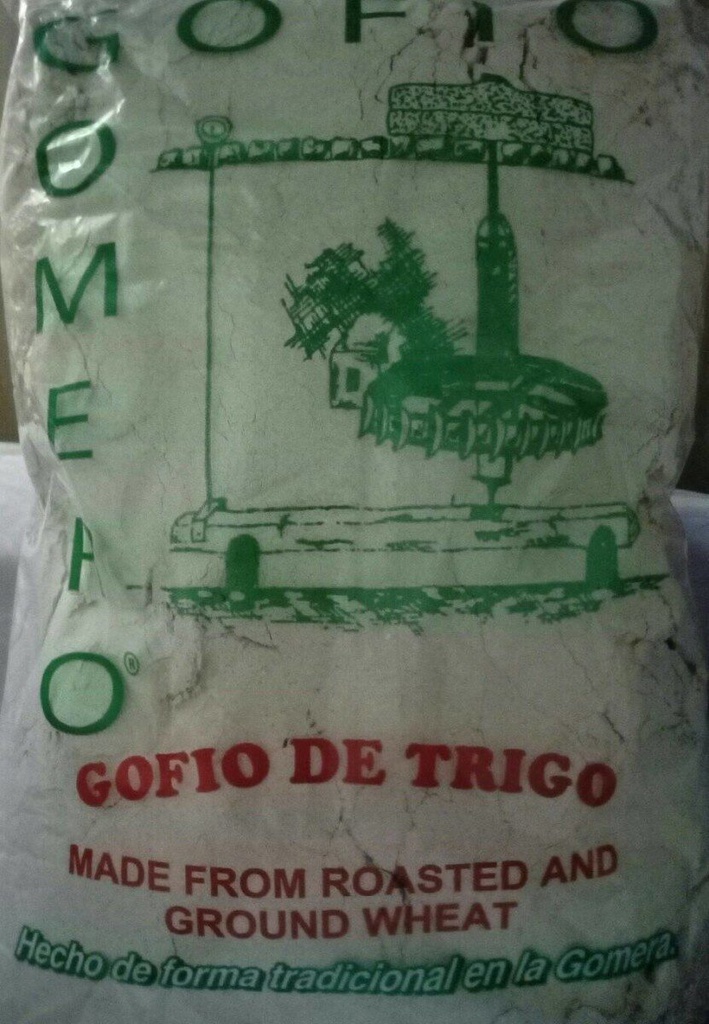 GOFIO
GOMERO®
GOFIO DE TRIGO
MADE FROM ROASTED AND
GROUND WHEAT
Hecho de forma tradicional en la Gomera.